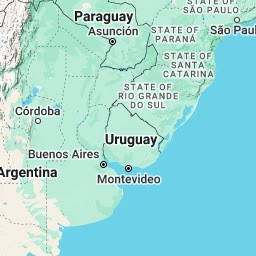 STATE OF
SÃO PAULO
Paraguay
Asunción
STATE OF
PARANÁ
São Paulo
STATE OF
SANTA
CATARINA
STATE OF
RIO GRANDE
DO SUL
Córdoba
Uruguay
Buenos Aires
Argentina
Montevideo